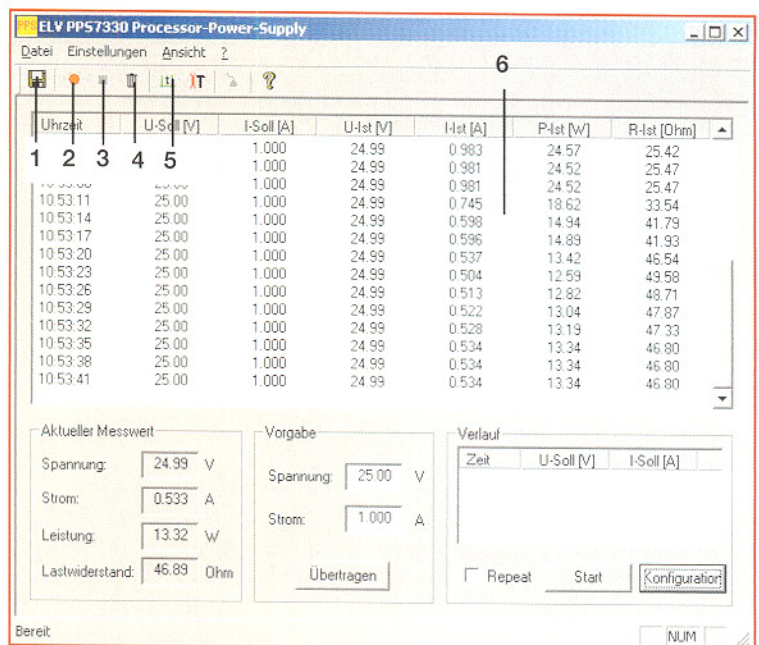 PPS ELV PPS7330 Processor-Power-Supply
Datei Einstellungen Ansicht ?
6
Uhrzeit U-Soll [V] I-Soll [A] U-Ist [V] I-Ist [A] P-Ist [W] R-Ist [Ohm]
1 2 3 4 5
1.000 24.99 0.983 24.57 25.42
1.000 24.99 0.981 24.52 25.47
1.000 24.99 0.981 24.52 25.47
10:53:11 25.00 1.000 24.99 0.745 18.62 33.54
10:53:14 25.00 1.000 24.99 0.598 14.94 41.79
10:53:17 25.00 1.000 24.99 0.596 14.89 41.93
10:53:20 25.00 1.000 24.99 0.537 13.42 46.54
10:53:23 25.00 1.000 24.99 0.504 12.59 49.58
10:53:26 25.00 1.000 24.99 0.513 12.82 48.71
10:53:29 25.00 1.000 24.99 0.522 13.04 47.87
10:53:32 25.00 1.000 24.99 0.528 13.19 47.33
10:53:35 25.00 1.000 24.99 0.534 13.34 46.80
10:53:38 25.00 1.000 24.99 0.534 13.34 46.80
10:53:41 25.00 1.000 24.99 0.534 13.34 46.80
Aktueller Messwert
Spannung: 24.99 V
Strom: 0.533 A
Leistung: 13.32 W
Lastwiderstand: 46.89 Ohm
Vorgabe
Spannung: 25.00 V
Strom: 1.000 A
Übertragen
Verlauf
Zeit U-Soll [V] I-Soll [A]
Repeat Start Konfiguration
Bereit NUM